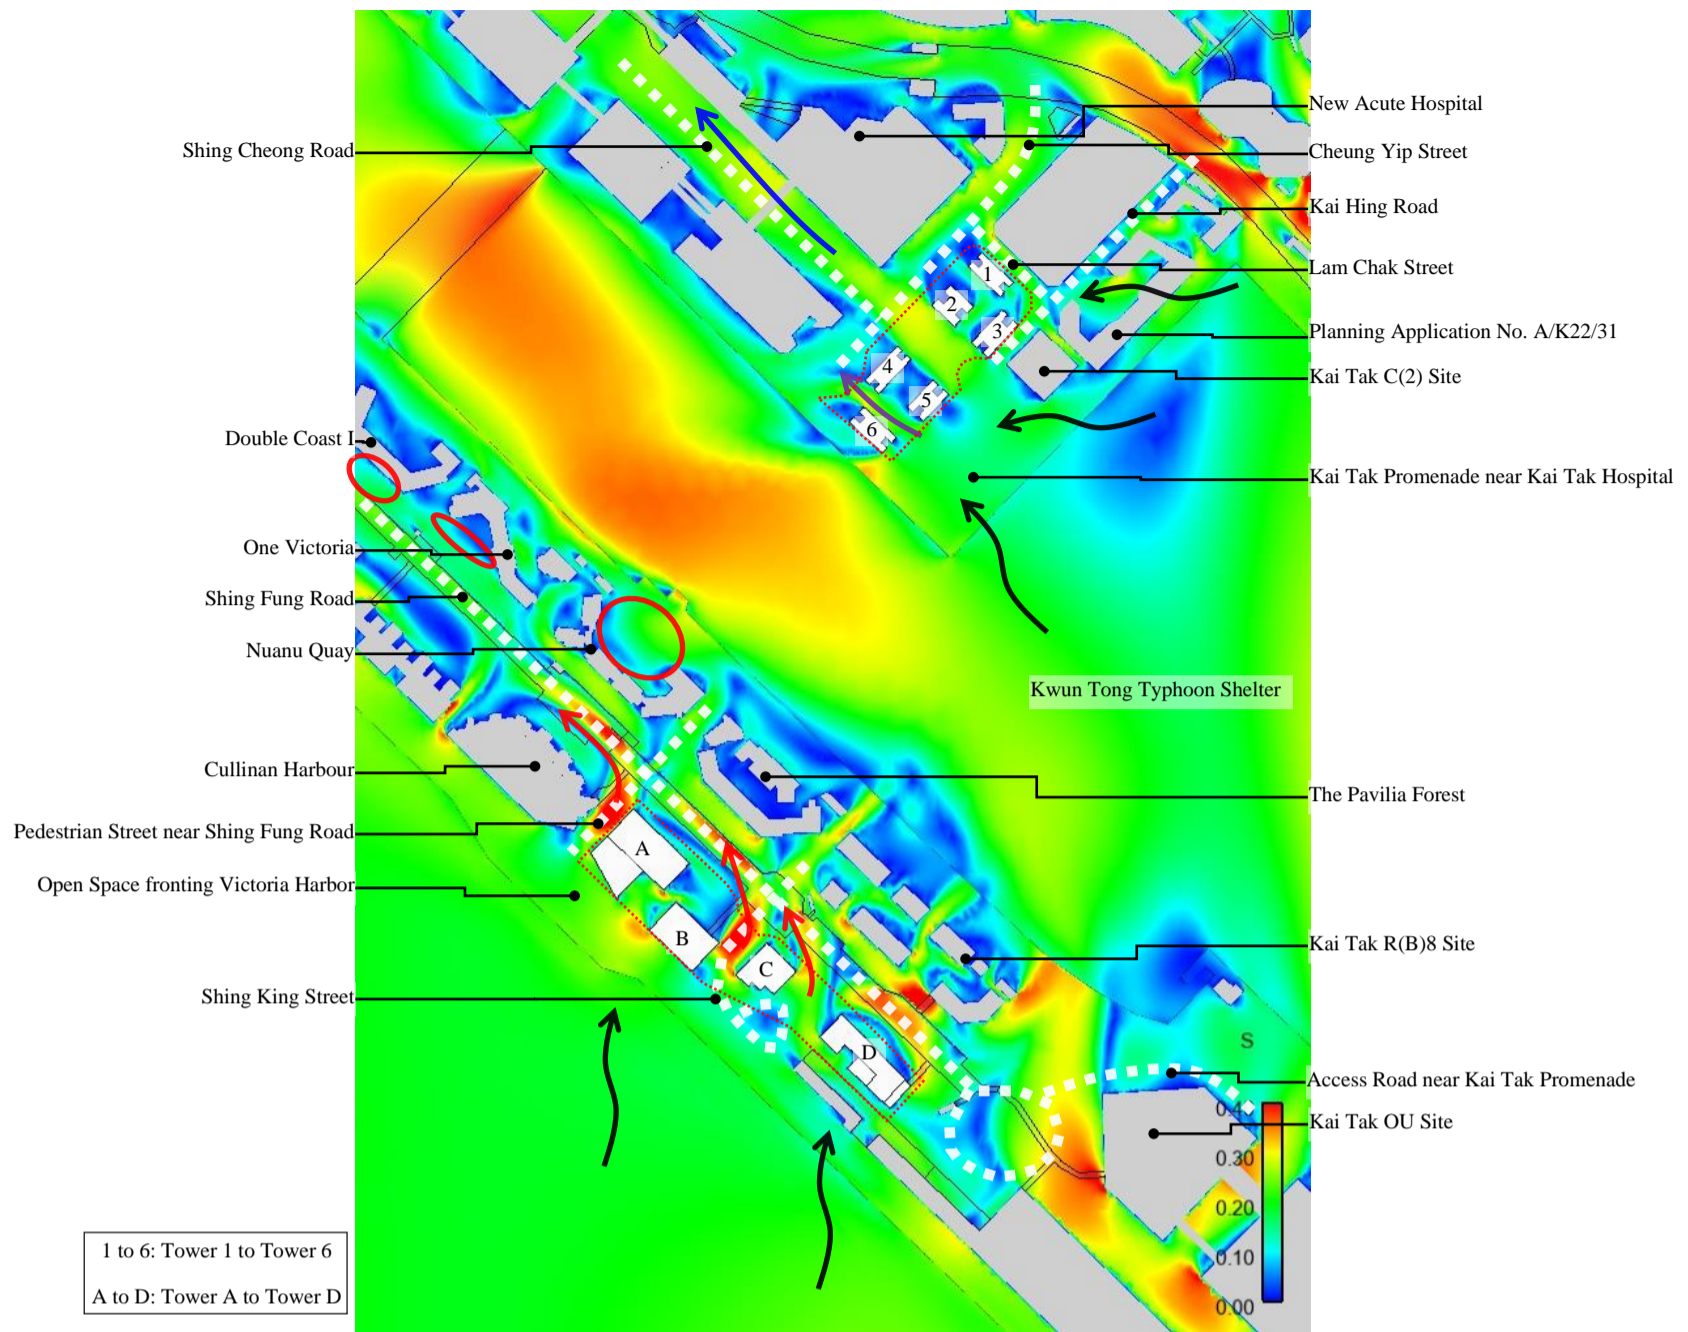 New Acute Hospital
Shing Cheong Road
Cheung Yip Street
Kai Hing Road
Lam Chak Street
1
2
3
Planning Application No. A/K22/31
4
Kai Tak C(2) Site
5
6
Double Coast I
Kai Tak Promenade near Kai Tak Hospital
One Victoria
Shing Fung Road
Nuanu Quay
Kwun Tong Typhoon Shelter
Cullinan Harbour
The Pavilia Forest
Pedestrian Street near Shing Fung Road
A
Open Space fronting Victoria Harbor
B
Kai Tak R(B)8 Site
C
Shing King Street
S
D
Access Road near Kai Tak Promenade
0.40
Kai Tak OU Site
0.30
0.20
0.10
0.00
1 to 6: Tower 1 to Tower 6
A to D: Tower A to Tower D